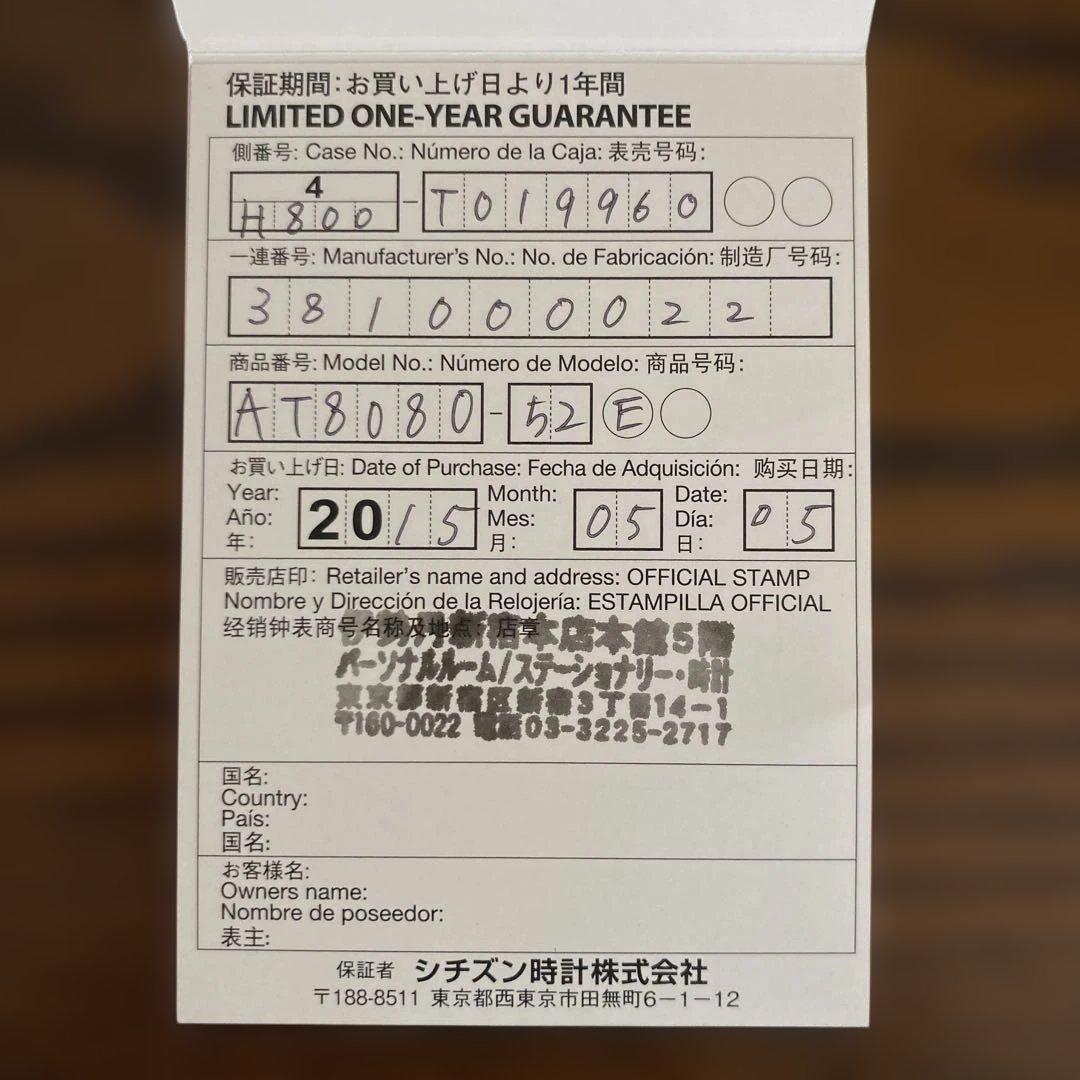 保証期間：お買い上げ日より1年間
LIMITED ONE-YEAR GUARANTEE
側番号: Case No.: Número de la Caja: 表売号码:
4
H800-T019960
一連番号: Manufacturer's No.: No. de Fabricación: 制造厂号码:
381000022
商品番号: Model No.: Número de Modelo: 商品号码:
AT8080-52 E
お買い上げ日: Date of Purchase: Fecha de Adquisición: 购买日期:
Year: Año: 年: 2015 Month: Mes: 月: 05 Date: Día: 日: 05
販売店印: Retailer's name and address: OFFICIAL STAMP
Nombre y Dirección de la Relojería: ESTAMPILLA OFFICIAL
经销钟表商号名称及地点: 店章
伊勢丹新宿本店本館5階
パーソナルルーム/ステーショナリー・時計
東京都新宿区新宿3丁目14-1
〒160-0022 電話03-3225-2717
国名:
Country:
País:
国名:
お客様名:
Owners name:
Nombre de poseedor:
表主:
保証者 シチズン時計株式会社
〒188-8511 東京都西東京市田無町6-1-12